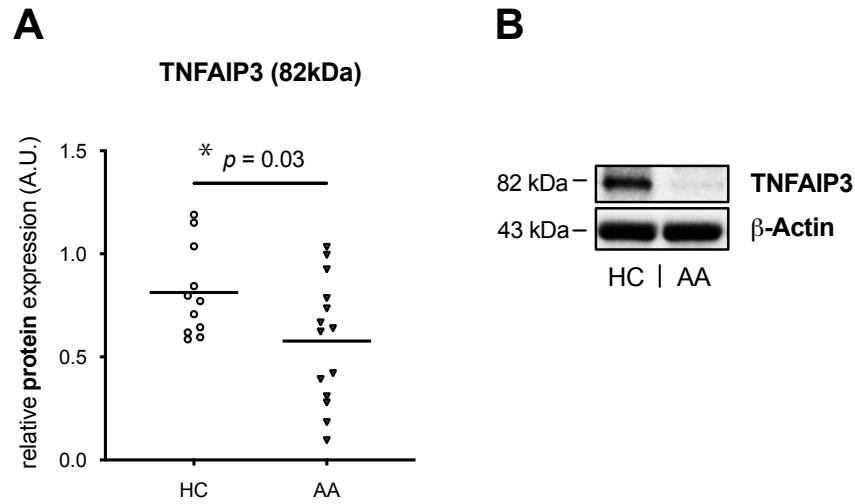 A
TNFAIP3 (82kDa)
relative protein expression (A.U.)
1.5
1.0
0.5
0.0
* p = 0.03
HC
AA
B
82 kDa –
TNFAIP3
43 kDa –
β-Actin
HC | AA